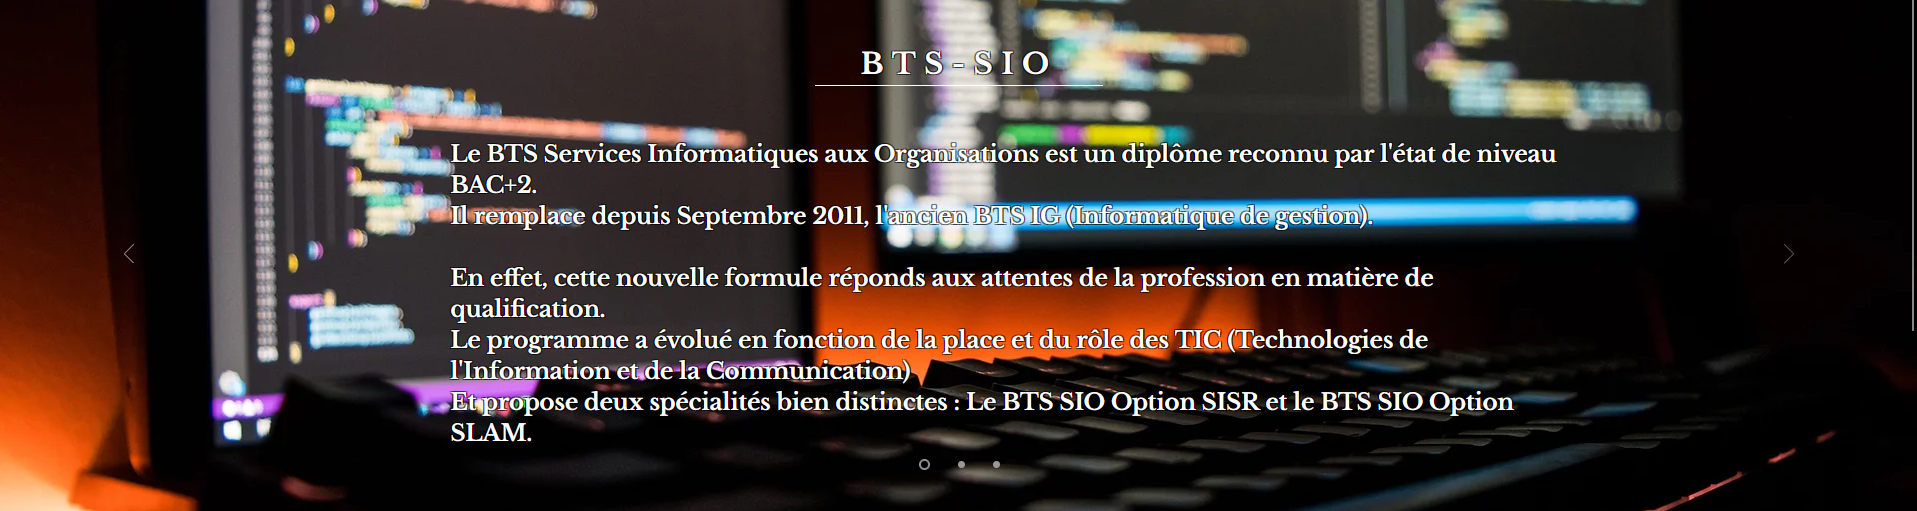 BTS-SIO
Le BTS Services Informatiques aux Organisations est un diplôme reconnu par l'état de niveau
BAC+2.
Il remplace depuis Septembre 2011, l'ancien BTS IG (Informatique de gestion).
En effet, cette nouvelle formule réponds aux attentes de la profession en matière de
qualification.
Le programme a évolué en fonction de la place et du rôle des TIC (Technologies de
l'Information et de la Communication)
Et propose deux spécialités bien distinctes : Le BTS SIO Option SISR et le BTS SIO Option
SLAM.